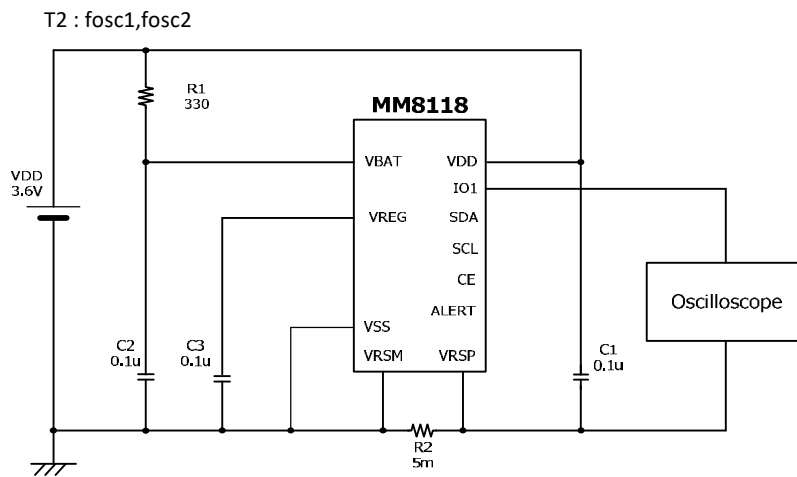 T2 : fosc1,fosc2
R1
330
MM8118
VDD
3.6V
VBAT
VDD
IO1
VREG
SDA
SCL
CE
ALERT
VSS
VRSM
VRSP
Oscilloscope
C2
0.1u
C3
0.1u
C1
0.1u
R2
5m